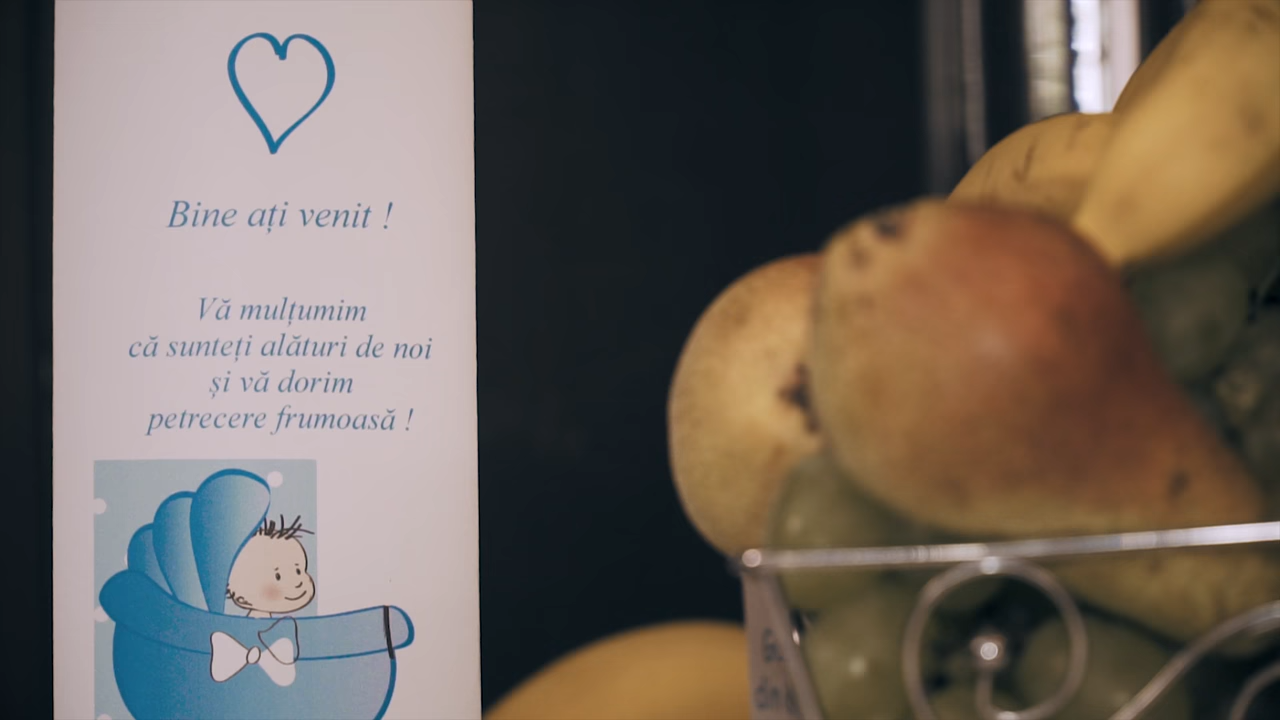 Bine ați venit !
Vă mulțumim
că sunteți alături de noi
și vă dorim
petrecere frumoasă !